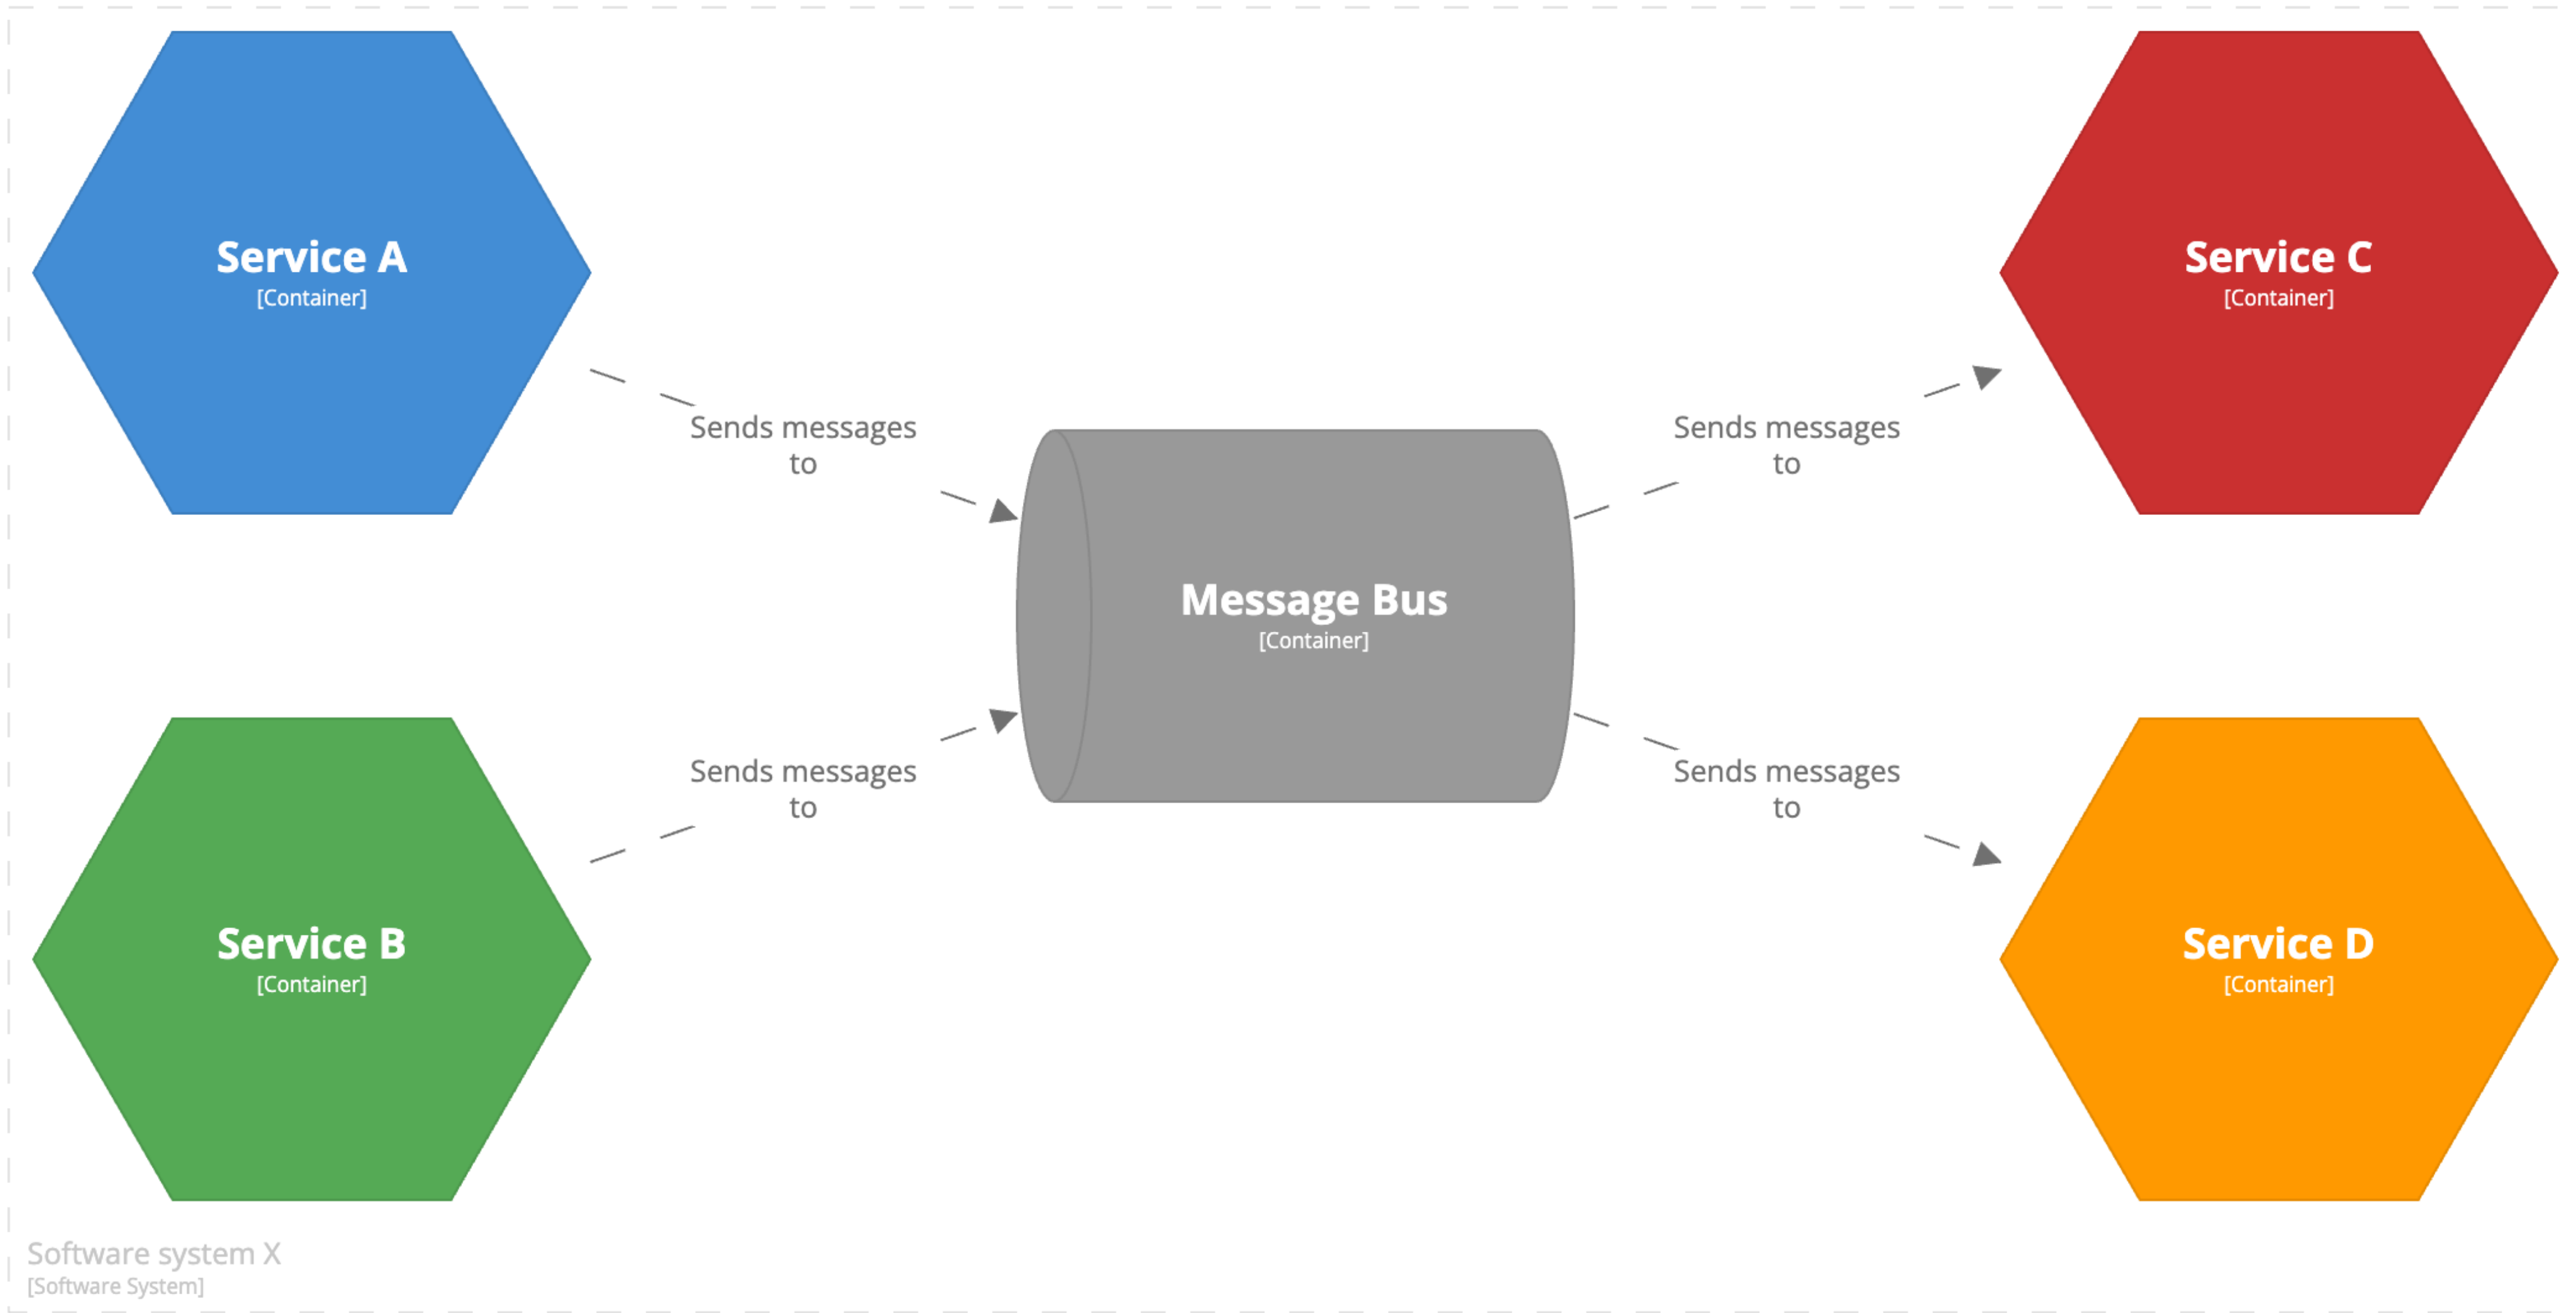 Service A
[Container]
Service C
[Container]
Sends messages
to
Sends messages
to
Message Bus
[Container]
Sends messages
to
Sends messages
to
Service B
[Container]
Service D
[Container]
Software system X
[Software System]